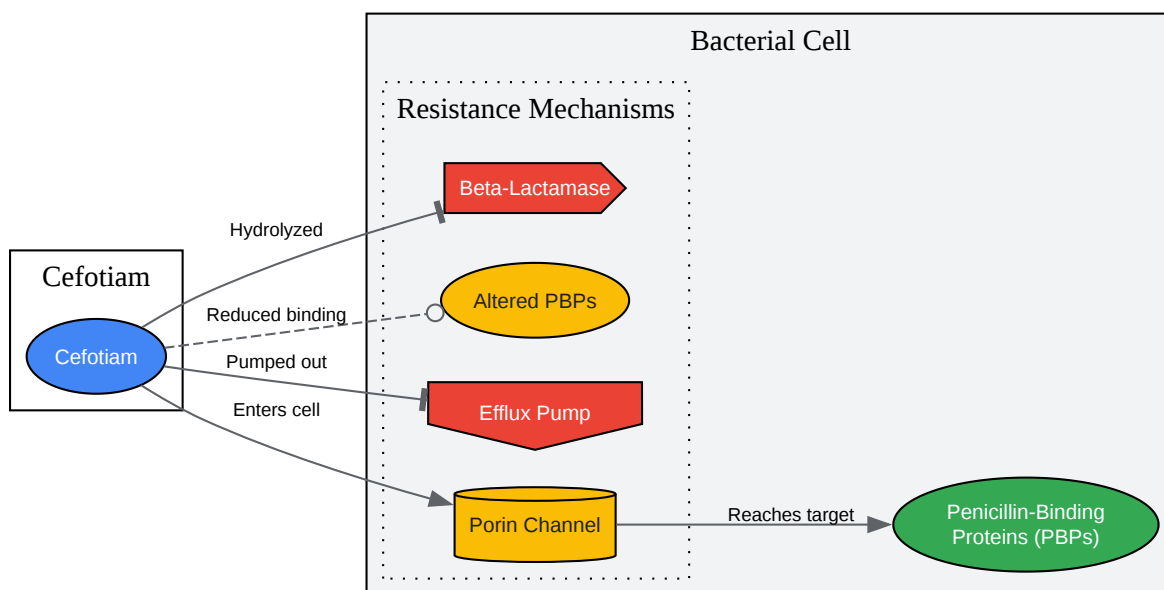 Bacterial Cell
Resistance Mechanisms
Beta-Lactamase
Hydrolyzed
Cefotiam
Altered PBPs
Reduced binding
Cefotiam
Pumped out
Efflux Pump
Enters cell
Porin Channel
Reaches target
Penicillin-Binding
Proteins (PBPs)